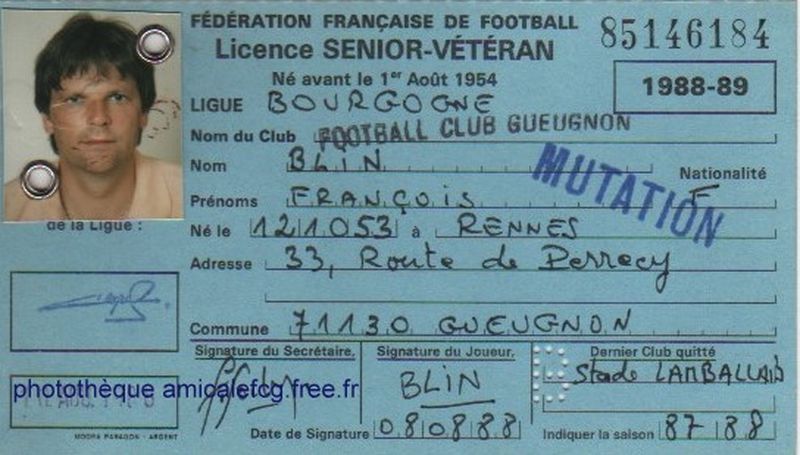 FÉDÉRATION FRANÇAISE DE FOOTBALL
85146184
Licence SENIOR-VÉTÉRAN
Né avant le 1er Août 1954
1988-89
LIGUE BOURGOGNE
Nom du Club FOOTBALL CLUB GUEUGNON
Nom BLIN
MUTATION
Nationalité
Prénoms FRANÇOIS F
de la Ligue :
Né le 121053 à RENNES
Adresse 33, Route de Perrecy
Commune 71130 GUEUGNON
Signature du Secrétaire, Signature du Joueur, Dernier Club quitté
BLIN
Stade LAMBALLAIS
photothèque amicalefcg.free.fr
Date de Signature 080888
Indiquer la saison 87 88
MOORE PARAGON - ARGENT